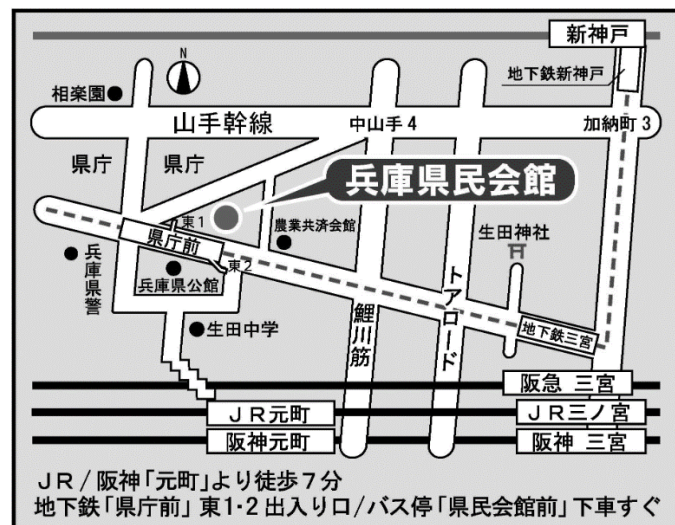 新神戸
N
地下鉄新神戸
相楽園
山手幹線
中山手4
加納町3
県庁
県庁
兵庫県民会館
東1
農業共済会館
生田神社
県庁前
兵庫県警
兵庫県公館
東2
トアロード
生田中学
鯉川筋
地下鉄三宮
阪急 三宮
JR元町
JR三ノ宮
阪神元町
阪神 三宮
JR/阪神「元町」より徒歩7分
地下鉄「県庁前」東1・2出入り口/バス停「県民会館前」下車すぐ